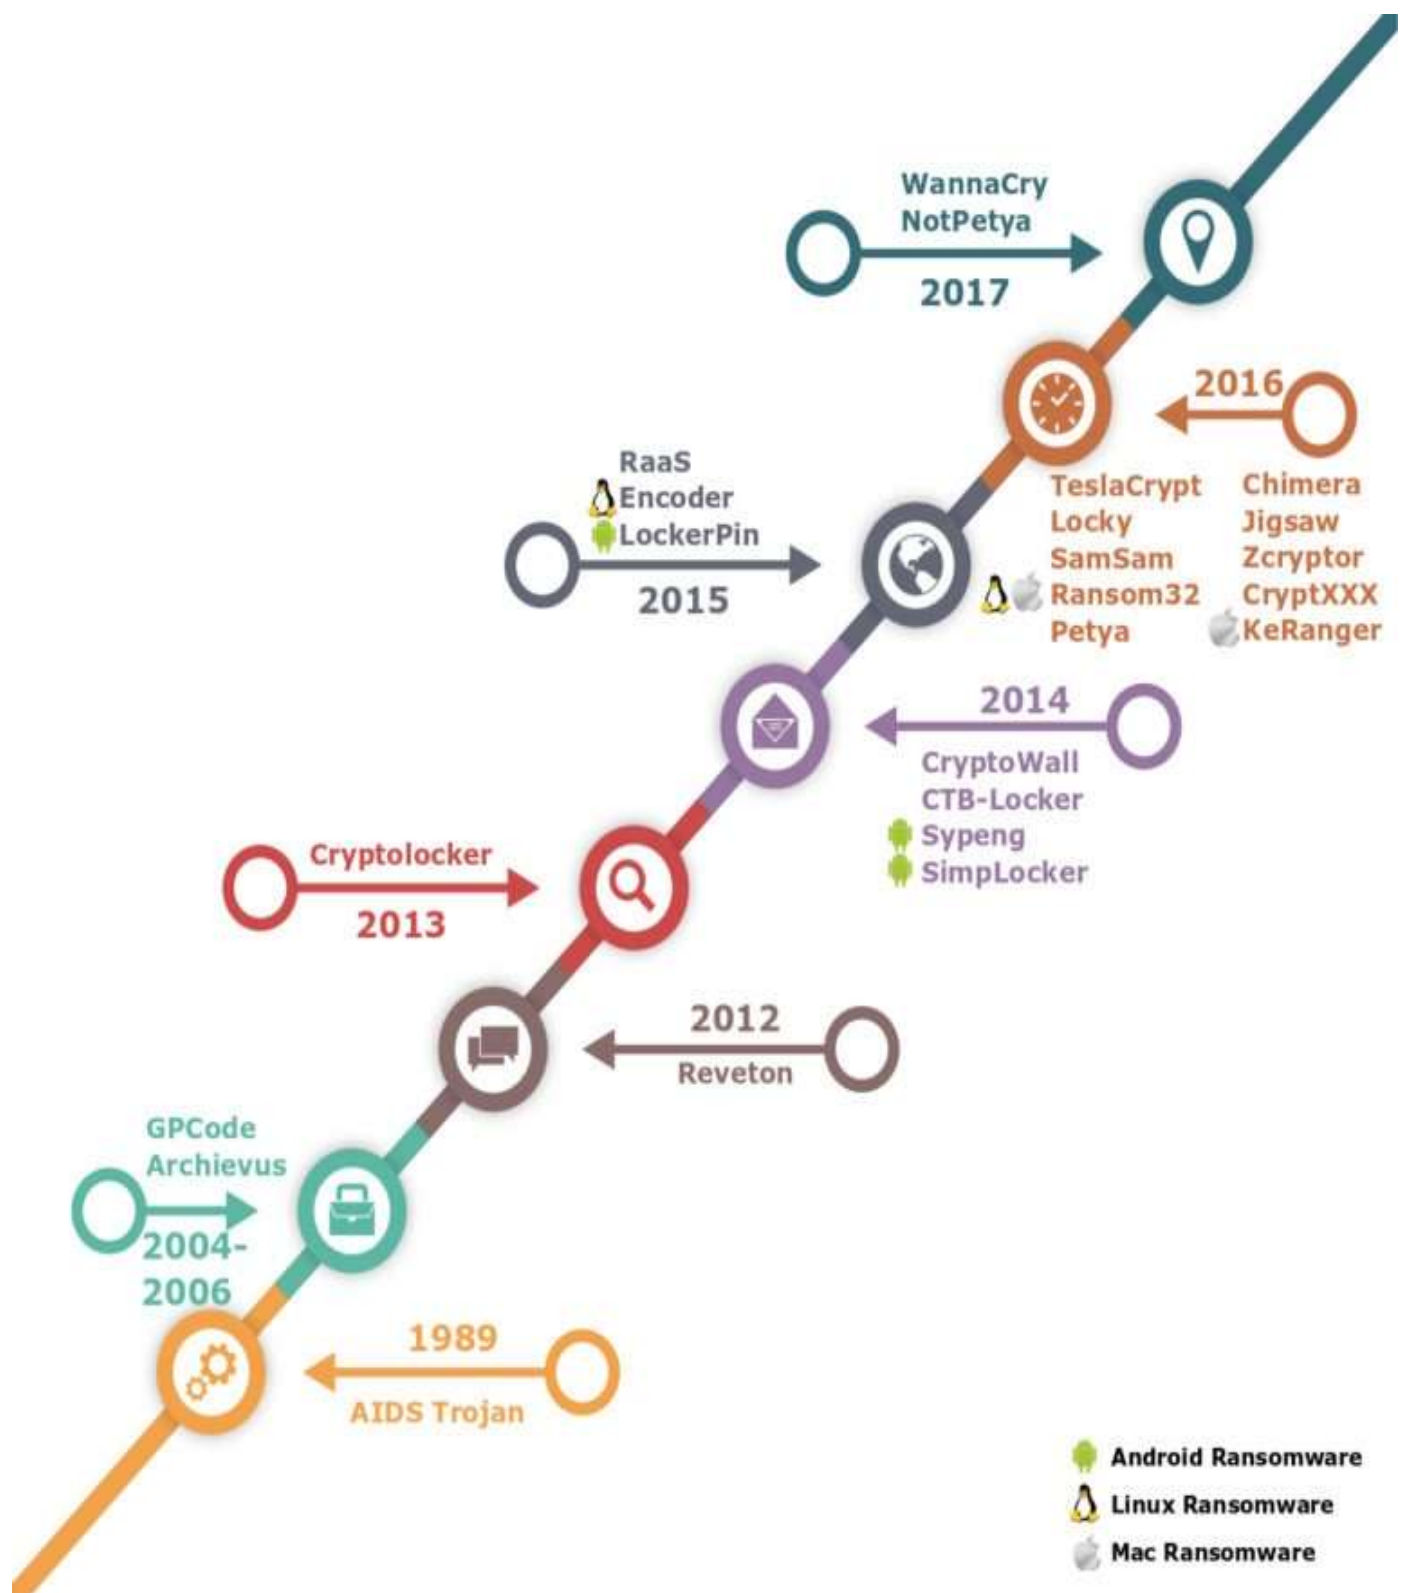 WannaCry
NotPetya
2017
2016
TeslaCrypt
Locky
SamSam
Ransom32
Petya
Chimera
Jigsaw
Zcryptor
CryptXXX
KeRanger
RaaS
Encoder
LockerPin
2015
2014
CryptoWall
CTB-Locker
Sypeng
SimpLocker
Cryptolocker
2013
2012
Reveton
GPCode
Archievus
2004-
2006
1989
AIDS Trojan
Android Ransomware
Linux Ransomware
Mac Ransomware